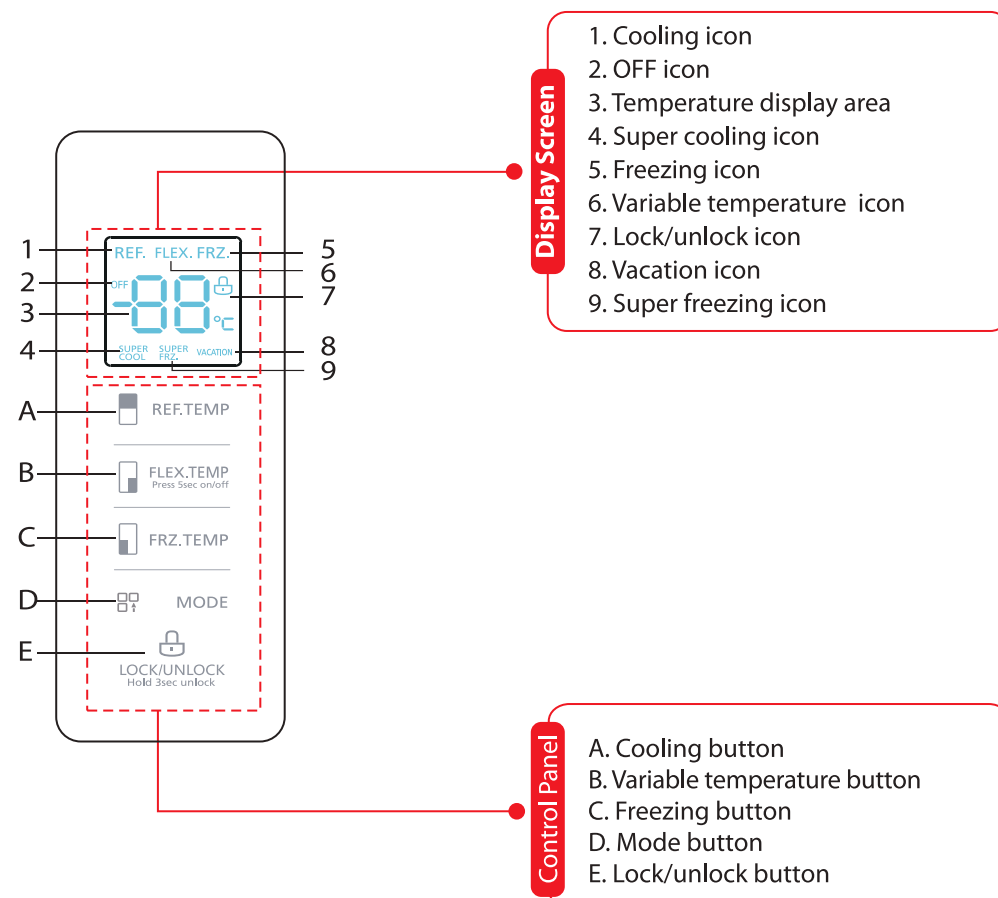 Display Screen
1. Cooling icon
2. OFF icon
3. Temperature display area
4. Super cooling icon
5. Freezing icon
6. Variable temperature icon
7. Lock/unlock icon
8. Vacation icon
9. Super freezing icon
1
2
3
4
5
6
7
8
9
REF. FLEX. FRZ.
OFF
-88
°C
SUPER
COOL
SUPER
FRZ.
VACATION
A
REF.TEMP
B
FLEX.TEMP
Press 5sec on/off
C
FRZ.TEMP
D
MODE
E
LOCK/UNLOCK
Hold 3sec unlock
Control Panel
A. Cooling button
B. Variable temperature button
C. Freezing button
D. Mode button
E. Lock/unlock button